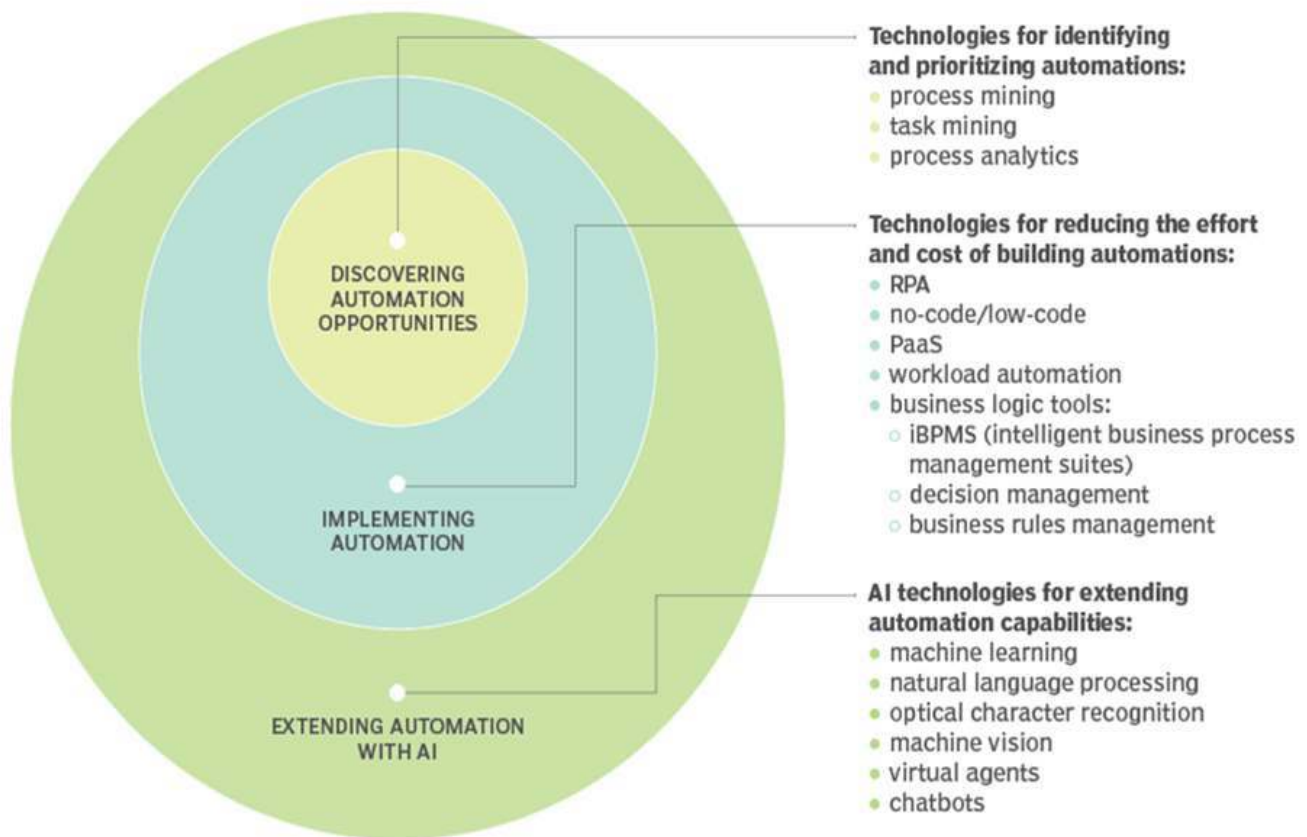 DISCOVERING
AUTOMATION
OPPORTUNITIES
IMPLEMENTING
AUTOMATION
EXTENDING AUTOMATION
WITH AI
Technologies for identifying
and prioritizing automations:
process mining
task mining
process analytics
Technologies for reducing the effort
and cost of building automations:
RPA
no-code/low-code
PaaS
workload automation
business logic tools:
iBPMS (intelligent business process
management suites)
decision management
business rules management
AI technologies for extending
automation capabilities:
machine learning
natural language processing
optical character recognition
machine vision
virtual agents
chatbots